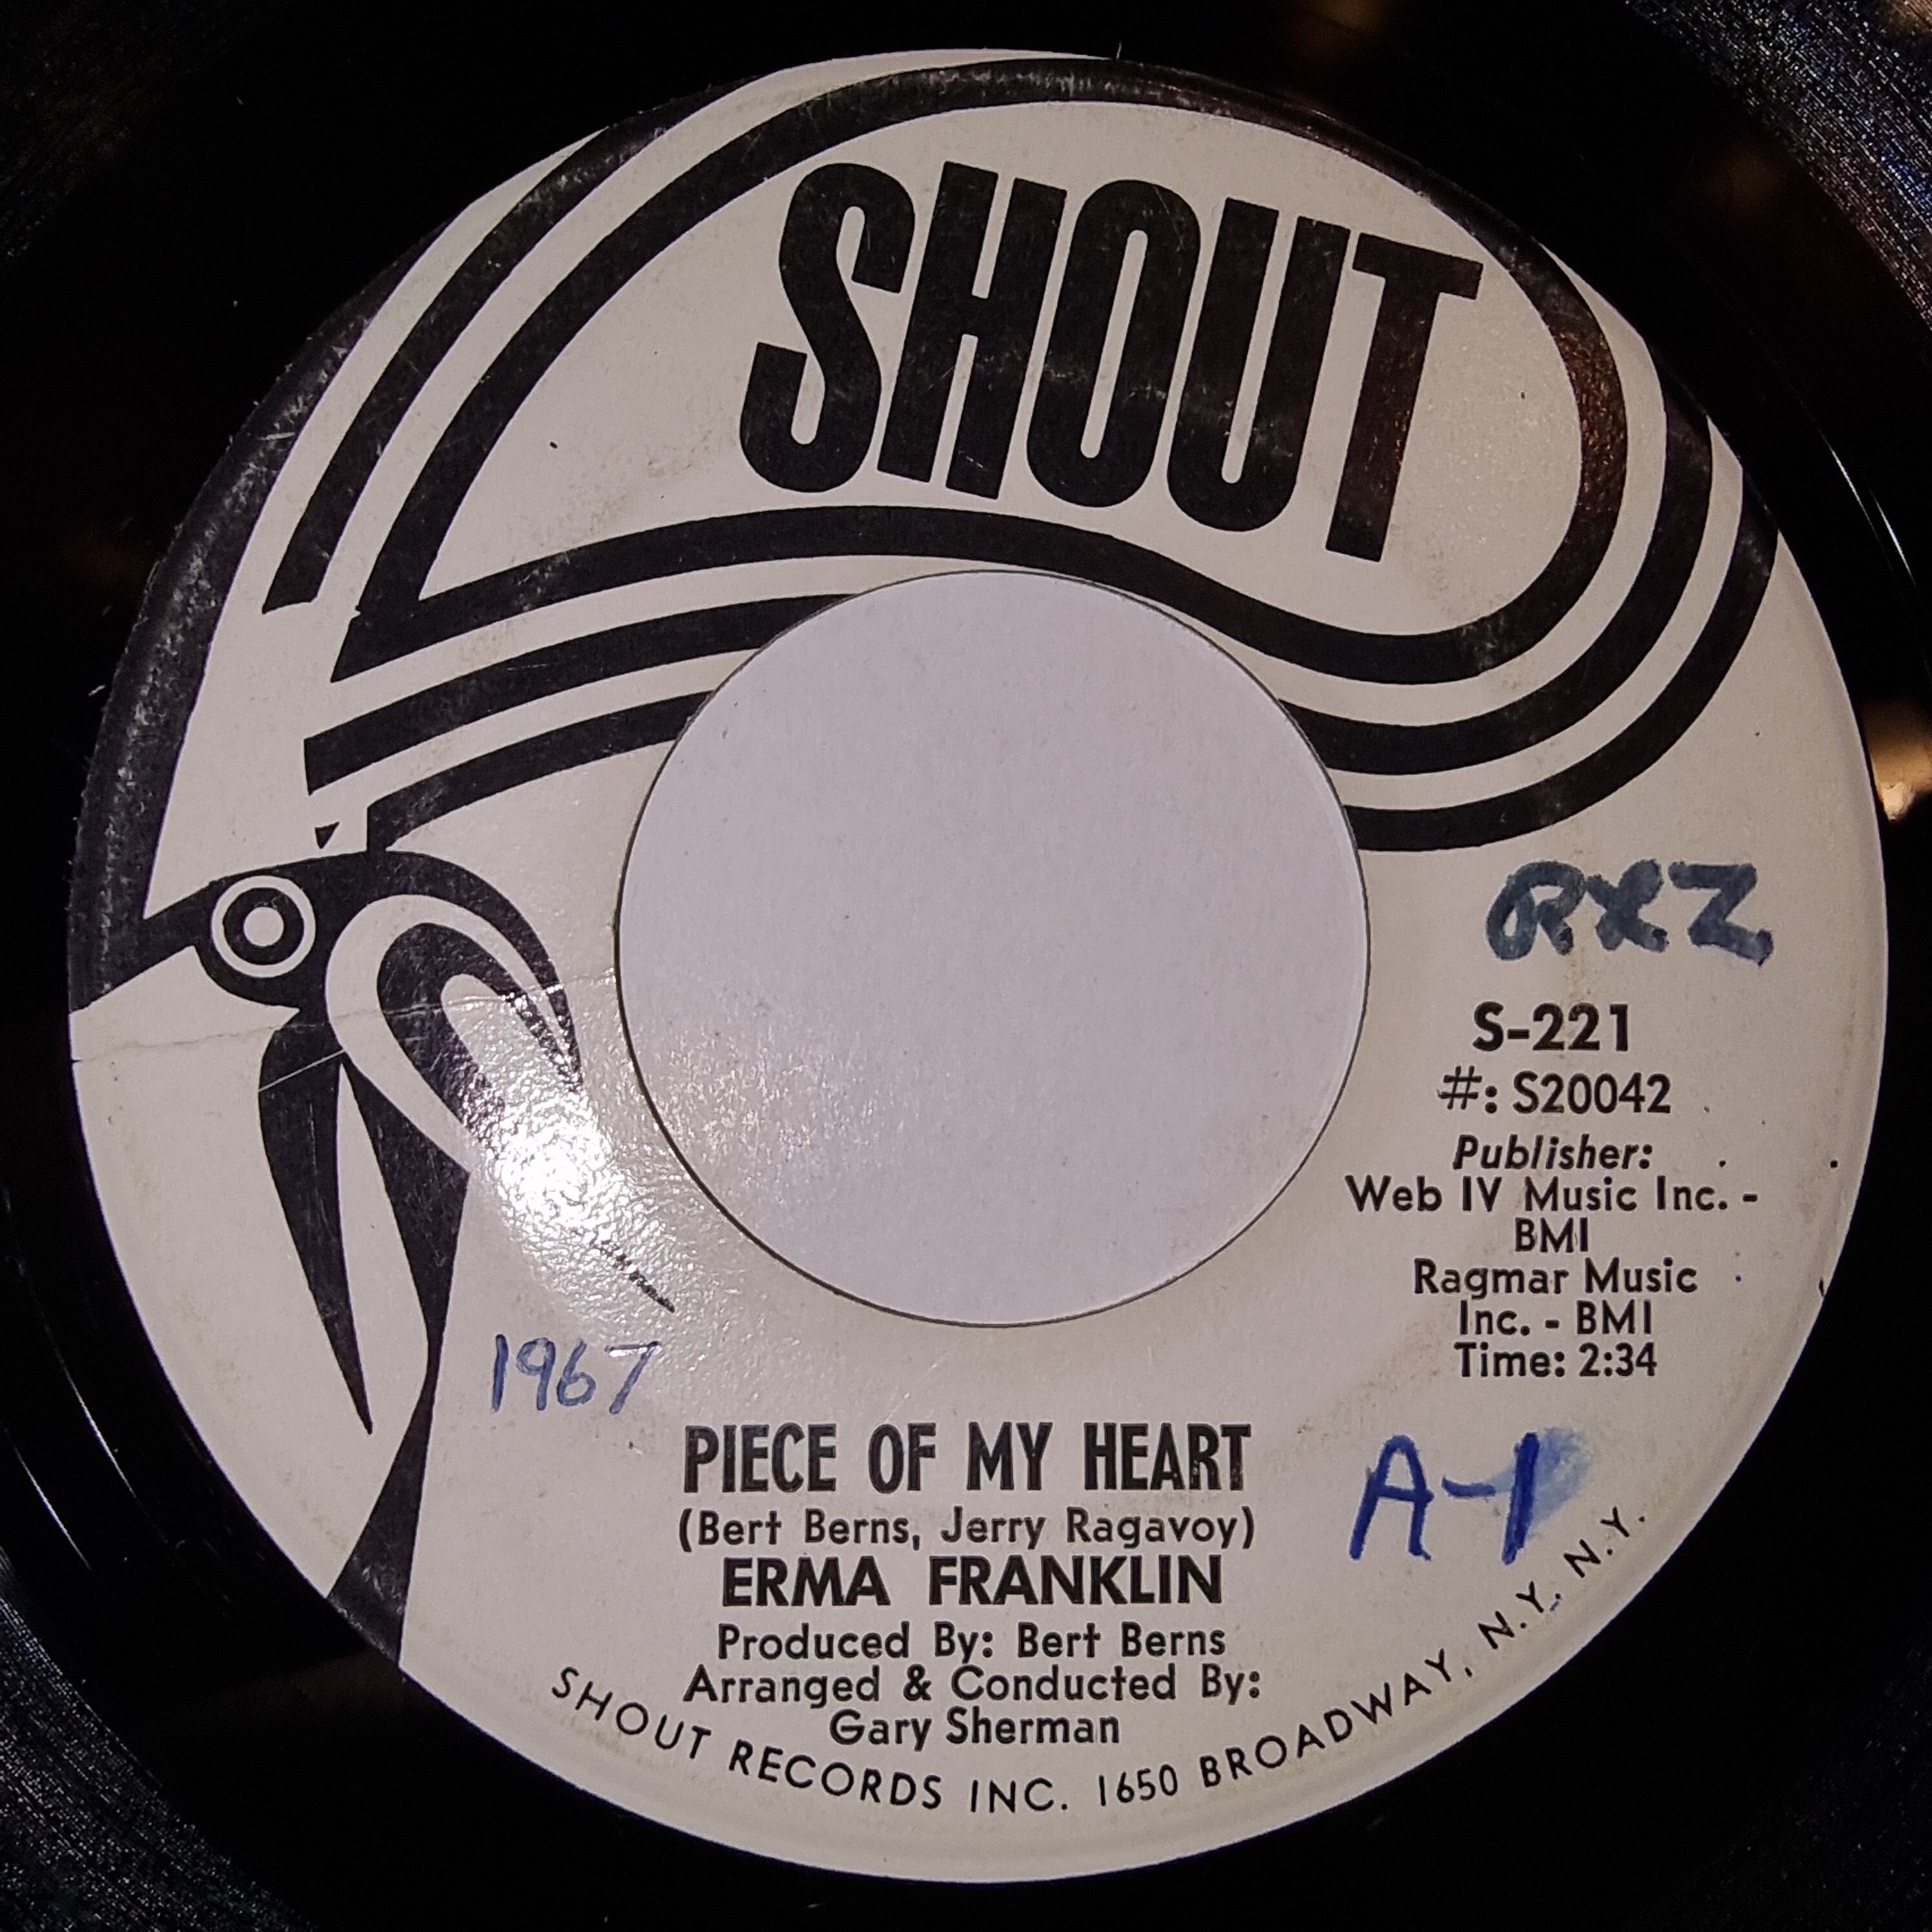 SHOUT
RXZ
S-221
#: S20042
Publisher:
Web IV Music Inc. -
BMI
Ragmar Music
Inc. - BMI
Time: 2:34
1967
PIECE OF MY HEART
A-1
(Bert Berns, Jerry Ragavoy)
ERMA FRANKLIN
Produced By: Bert Berns
Arranged & Conducted By:
Gary Sherman
SHOUT RECORDS INC. 1650 BROADWAY, N.Y. N.Y.